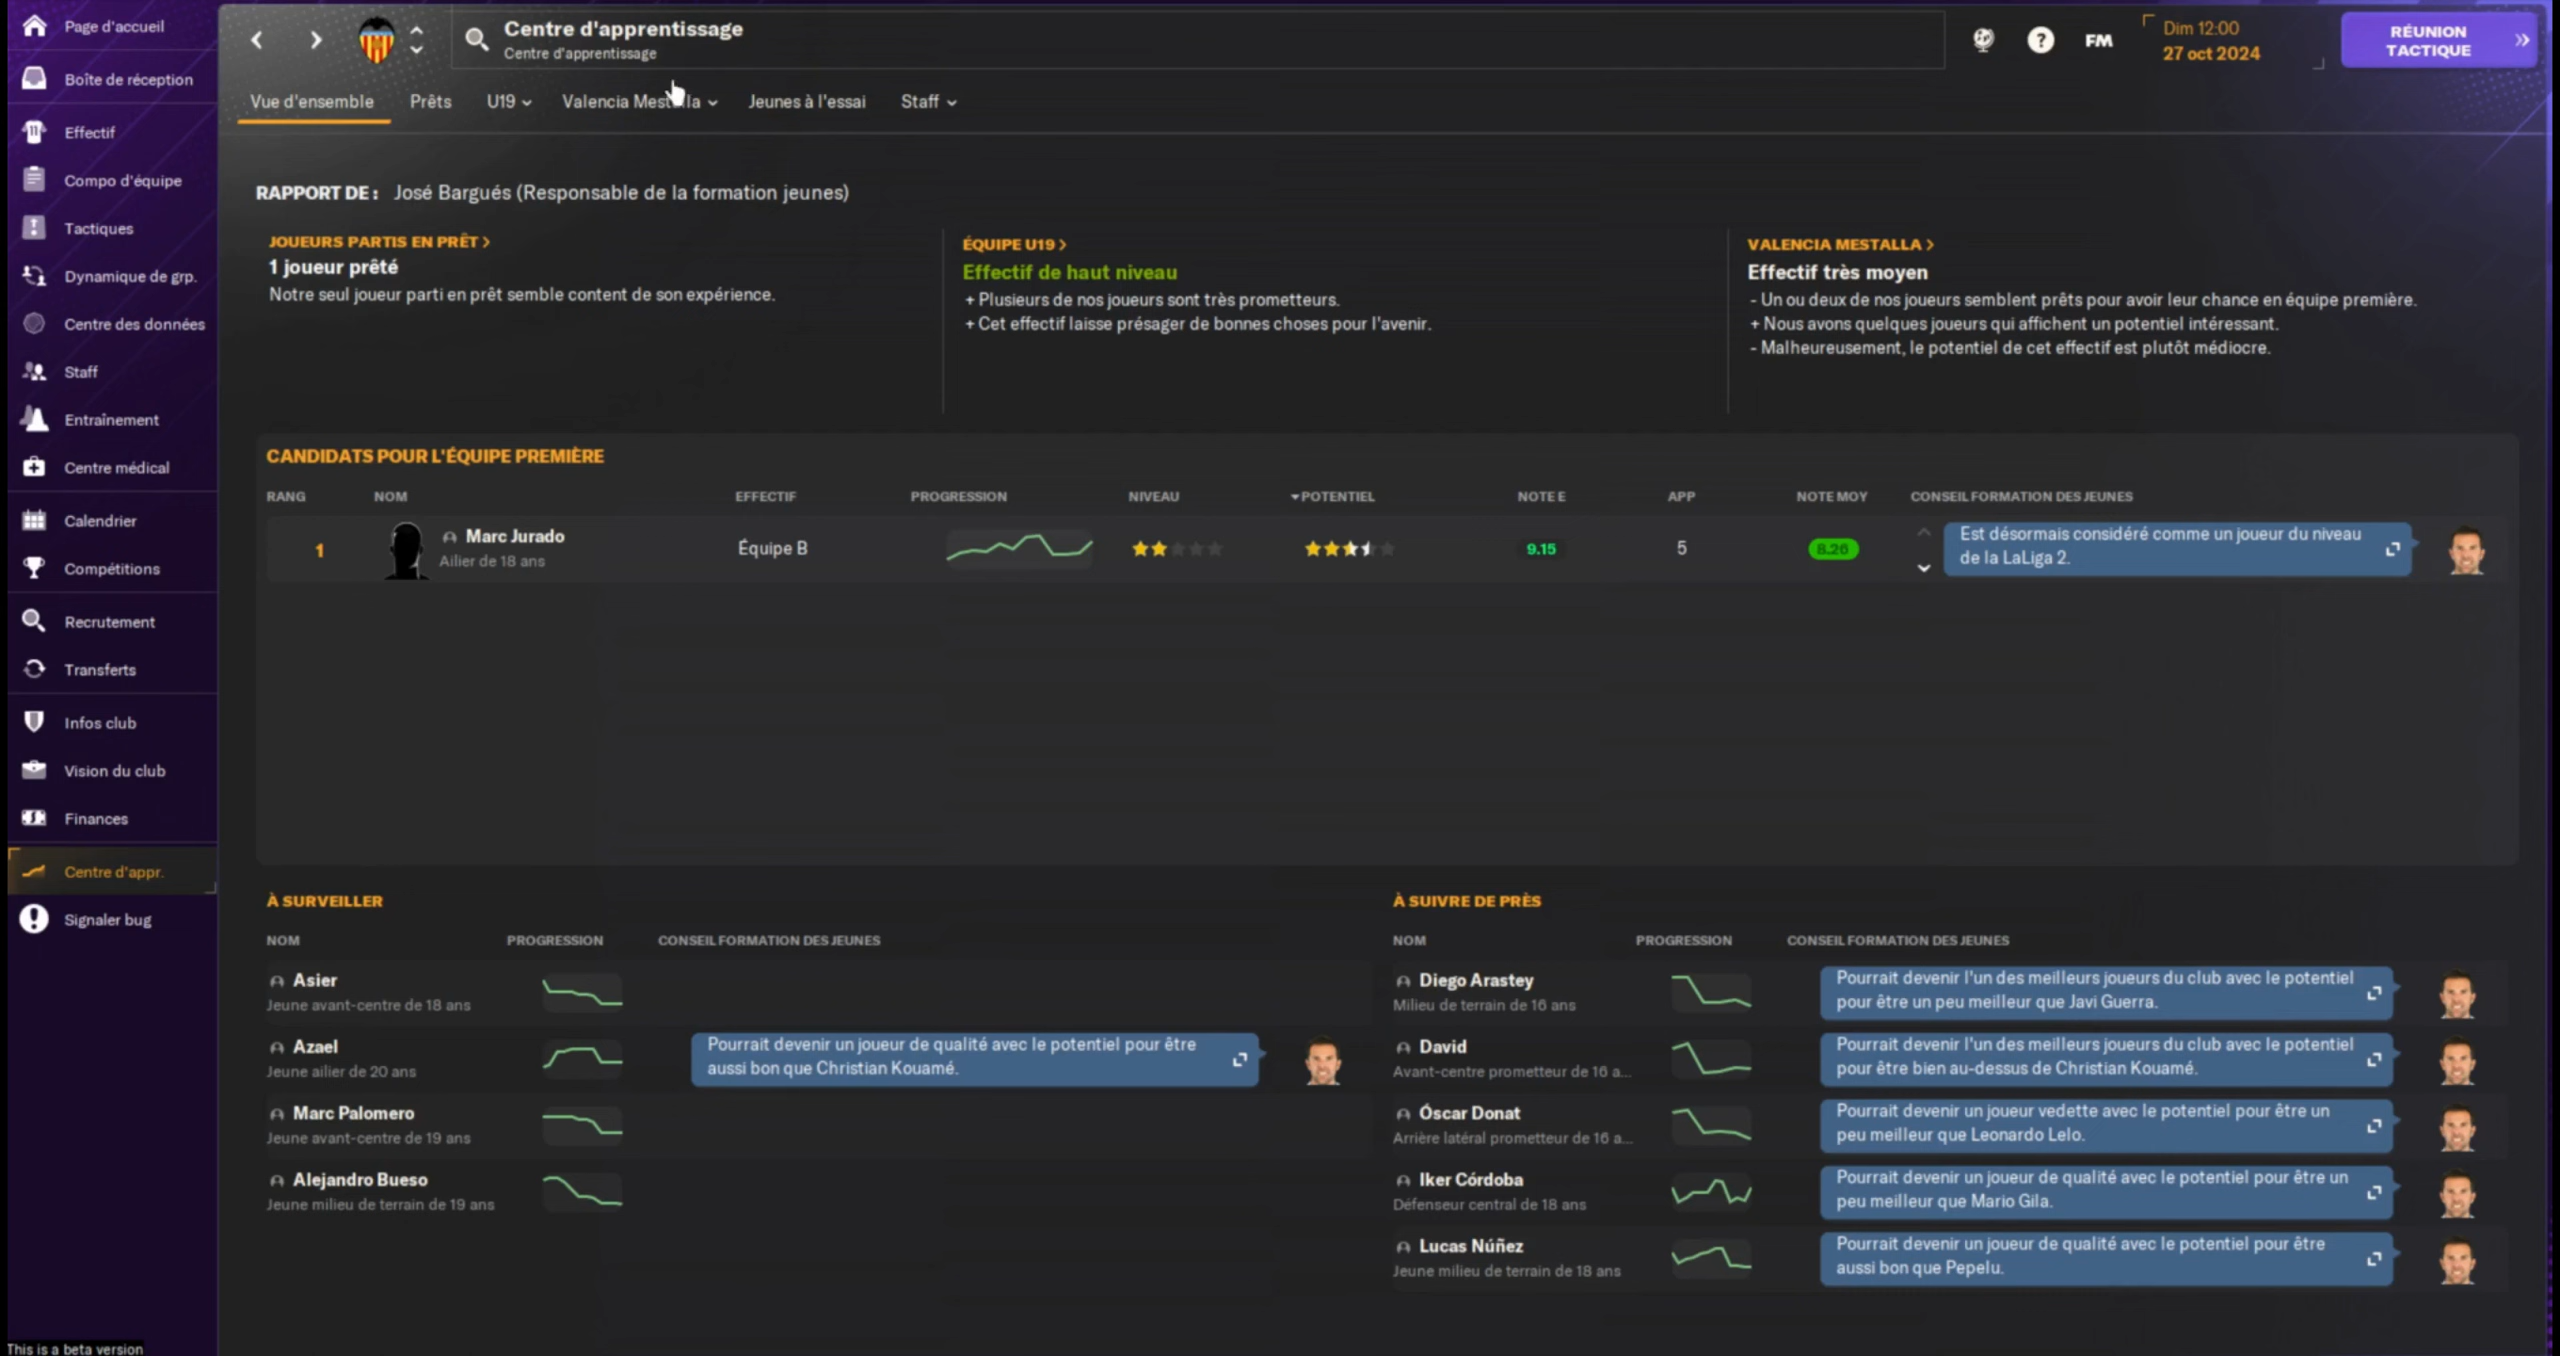 Page d'accueil
Boîte de réception
Effectif
Compo d'équipe
Tactiques
Dynamique de grp.
Centre des données
Staff
Entraînement
Centre médical
Calendrier
Compétitions
Recrutement
Transferts
Infos club
Vision du club
Finances
Centre d'appr.
Signaler bug
This is a beta version
Centre d'apprentissage
Centre d'apprentissage
FM
Dim 12:00
27 oct 2024
RÉUNION
TACTIQUE
Vue d'ensemble Prêts U19 Valencia Mestalla Jeunes à l'essai Staff
RAPPORT DE : José Bargués (Responsable de la formation jeunes)
JOUEURS PARTIS EN PRÊT >
1 joueur prêté
Notre seul joueur parti en prêt semble content de son expérience.
ÉQUIPE U19 >
Effectif de haut niveau
+ Plusieurs de nos joueurs sont très prometteurs.
+ Cet effectif laisse présager de bonnes choses pour l'avenir.
VALENCIA MESTALLA >
Effectif très moyen
- Un ou deux de nos joueurs semblent prêts pour avoir leur chance en équipe première.
+ Nous avons quelques joueurs qui affichent un potentiel intéressant.
- Malheureusement, le potentiel de cet effectif est plutôt médiocre.
CANDIDATS POUR L'ÉQUIPE PREMIÈRE
RANG NOM EFFECTIF PROGRESSION NIVEAU POTENTIEL NOTE E APP NOTE MOY CONSEIL FORMATION DES JEUNES
1 Marc Jurado Équipe B 9.15 5 8.26
Ailier de 18 ans
Est désormais considéré comme un joueur du niveau
de la LaLiga 2.
À SURVEILLER
NOM PROGRESSION CONSEIL FORMATION DES JEUNES
Asier
Jeune avant-centre de 18 ans
Azael
Jeune ailier de 20 ans
Pourrait devenir un joueur de qualité avec le potentiel pour être
aussi bon que Christian Kouamé.
Marc Palomero
Jeune avant-centre de 19 ans
Alejandro Bueso
Jeune milieu de terrain de 19 ans
À SUIVRE DE PRÈS
NOM PROGRESSION CONSEIL FORMATION DES JEUNES
Diego Arastey
Milieu de terrain de 16 ans
Pourrait devenir l'un des meilleurs joueurs du club avec le potentiel
pour être un peu meilleur que Javi Guerra.
David
Avant-centre prometteur de 16 a...
Pourrait devenir l'un des meilleurs joueurs du club avec le potentiel
pour être bien au-dessus de Christian Kouamé.
Óscar Donat
Arrière latéral prometteur de 16 a...
Pourrait devenir un joueur vedette avec le potentiel pour être un
peu meilleur que Leonardo Lelo.
Iker Córdoba
Défenseur central de 18 ans
Pourrait devenir un joueur de qualité avec le potentiel pour être un
peu meilleur que Mario Gila.
Lucas Núñez
Jeune milieu de terrain de 18 ans
Pourrait devenir un joueur de qualité avec le potentiel pour être
aussi bon que Pepelu.